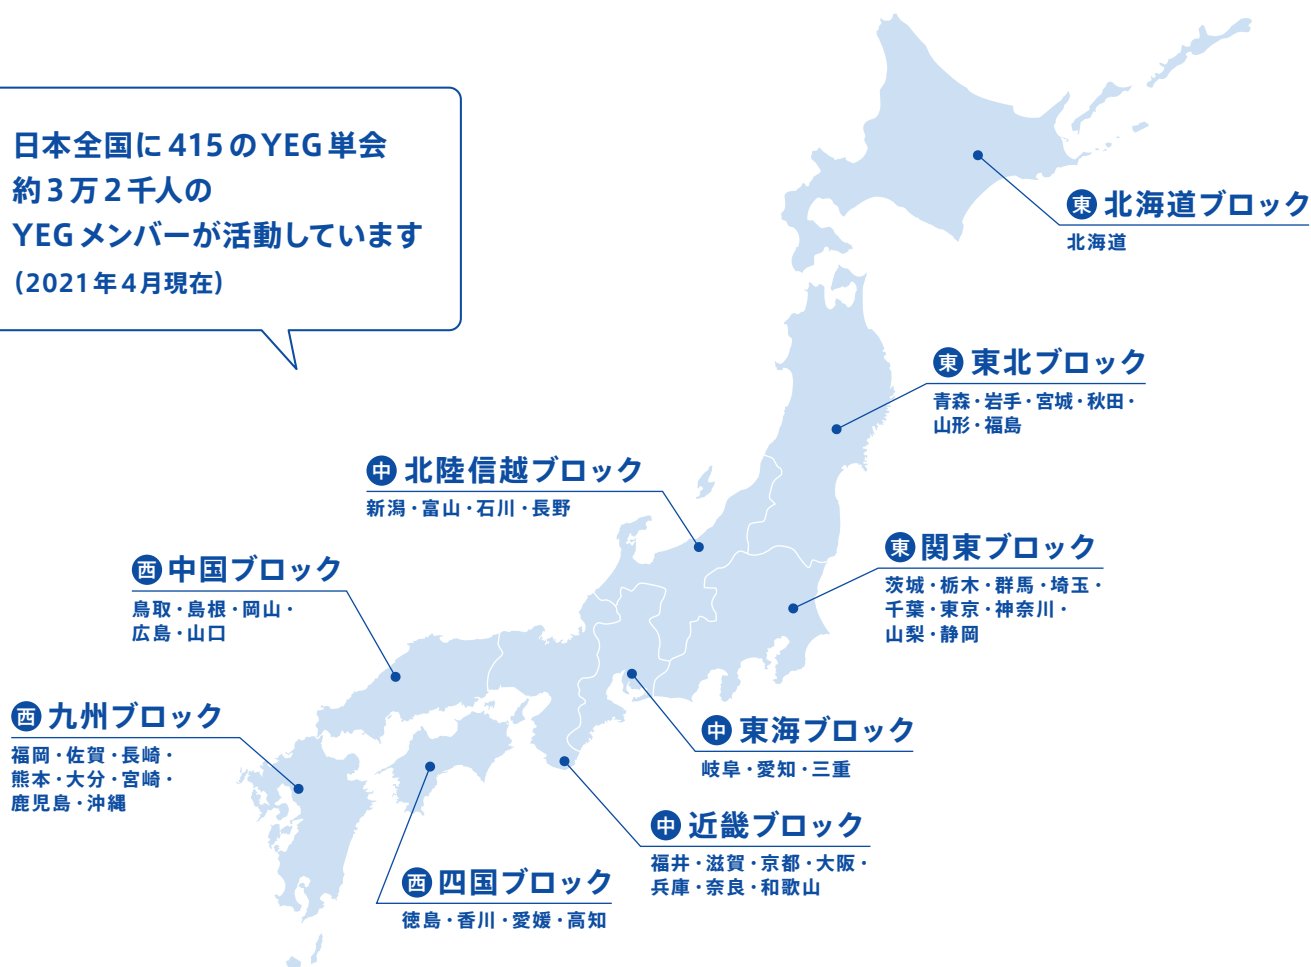 日本全国に415のYEG単会
約3万2千人の
YEGメンバーが活動しています
(2021年4月現在)
東 北海道ブロック
北海道
東 東北ブロック
青森・岩手・宮城・秋田・
山形・福島
中 北陸信越ブロック
新潟・富山・石川・長野
東 関東ブロック
茨城・栃木・群馬・埼玉・
千葉・東京・神奈川・
山梨・静岡
西 中国ブロック
鳥取・島根・岡山・
広島・山口
西 九州ブロック
福岡・佐賀・長崎・
熊本・大分・宮崎・
鹿児島・沖縄
中 東海ブロック
岐阜・愛知・三重
中 近畿ブロック
福井・滋賀・京都・大阪・
兵庫・奈良・和歌山
西 四国ブロック
徳島・香川・愛媛・高知